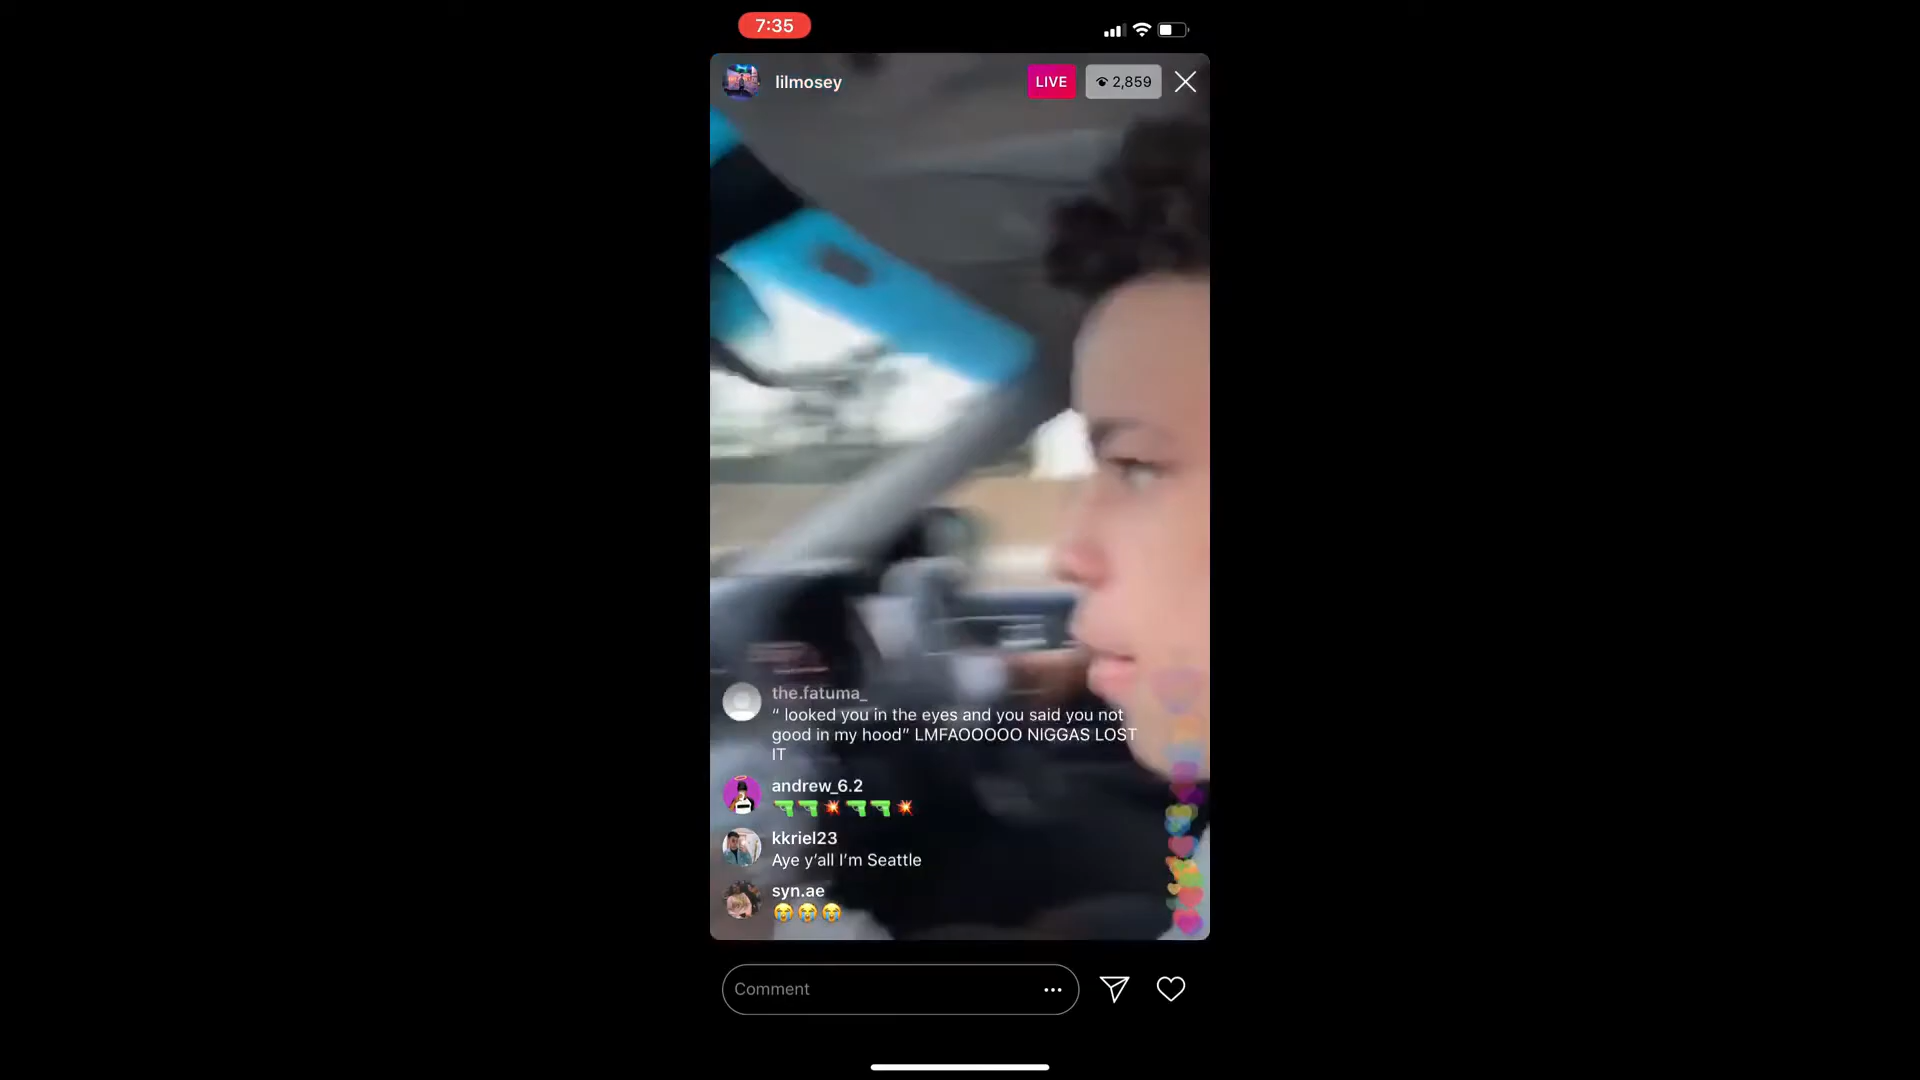 7:35
lilmosey
LIVE
2,859
the.fatuma_
“ looked you in the eyes and you said you not
good in my hood” LMFAOOOOO NIGGAS LOST
IT
andrew_6.2
🔫🔫💥🔫🔫💥
kkriel23
Aye y’all I’m Seattle
syn.ae
😭😭😭
Comment